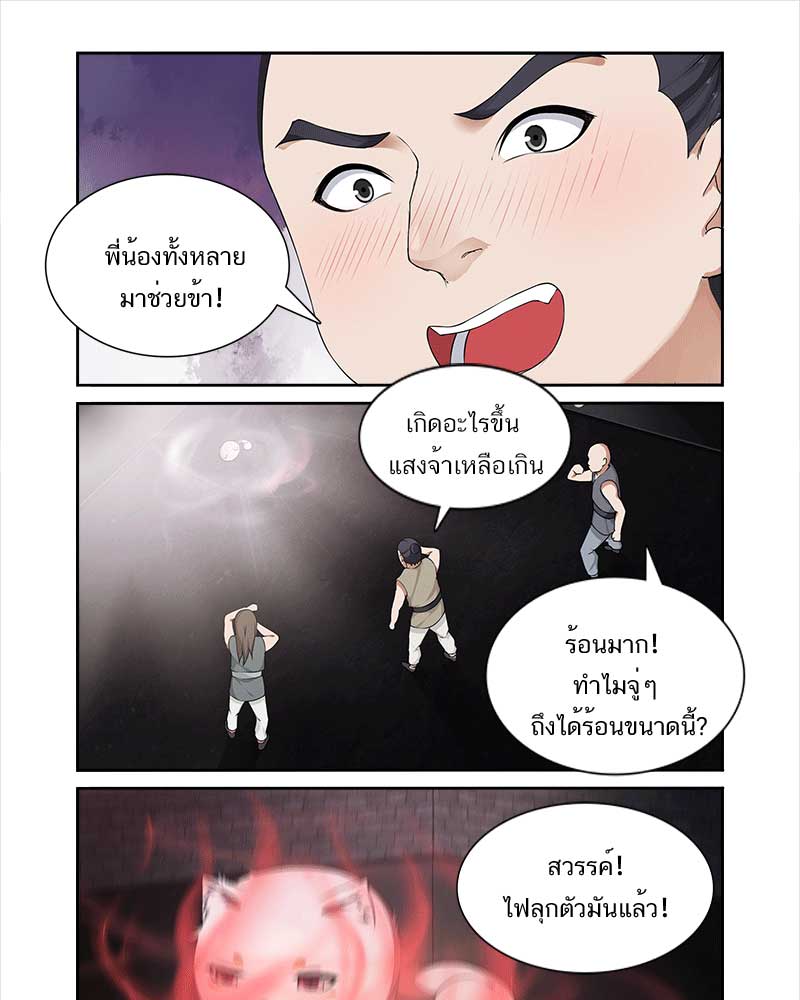 พี่น้องทั้งหลาย
มาช่วยข้า!
เกิดอะไรขึ้น
แสงจ้าเหลือเกิน
ร้อนมาก!
ทำไมจู่ๆ
ถึงได้ร้อนขนาดนี้?
สวรรค์!
ไฟลุกตัวมันแล้ว!